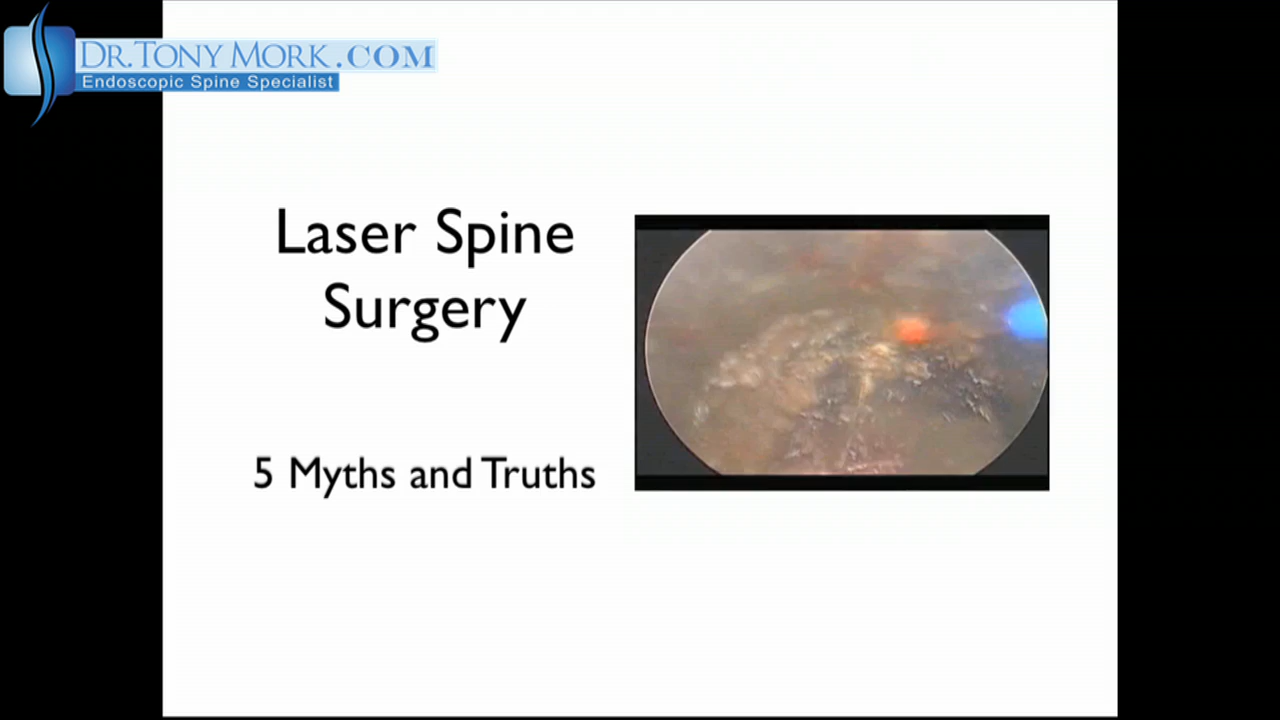 DR.TONY MORK.COM
Endoscopic Spine Specialist
Laser Spine
Surgery
5 Myths and Truths